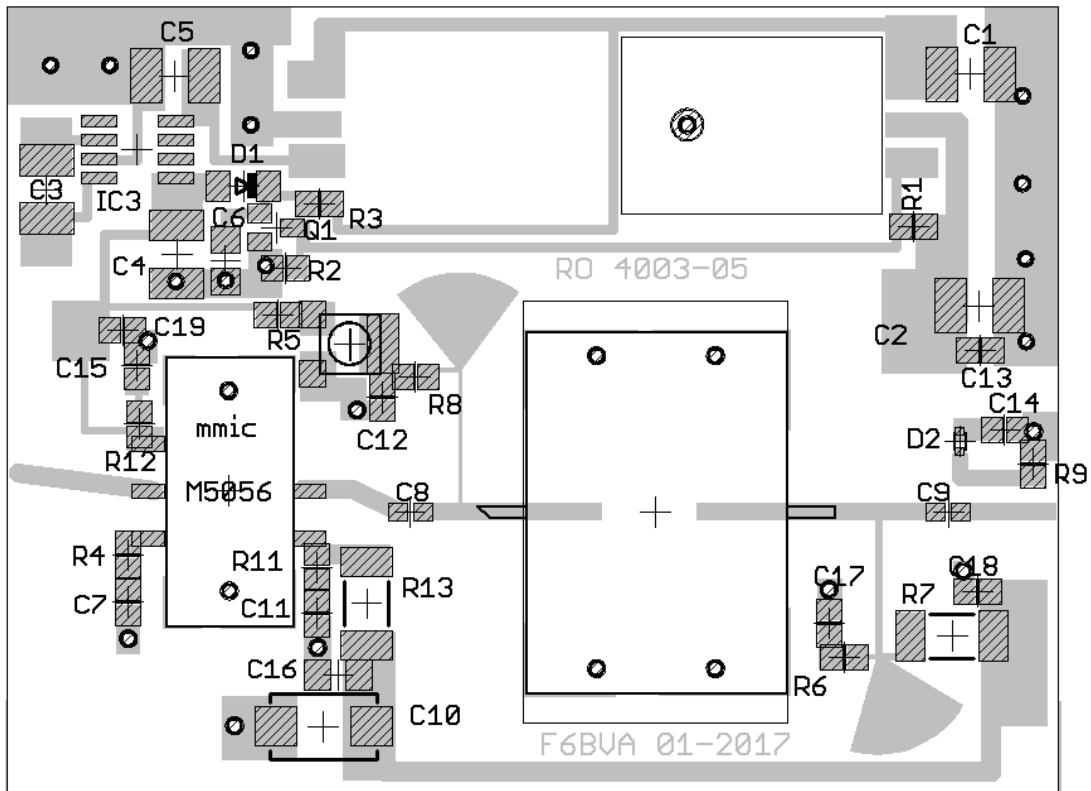 C5
C1
D1
C3
IC3
C6
Q1
R3
R1
C4
R2
RO 4003-05
C19
R5
C2
C15
C13
R8
mmic
C12
C14
D2
R12
R9
M5056
C8
C9
R4
R11
C17
C18
C7
C11
R13
R7
C16
R6
C10
F6BVA 01-2017